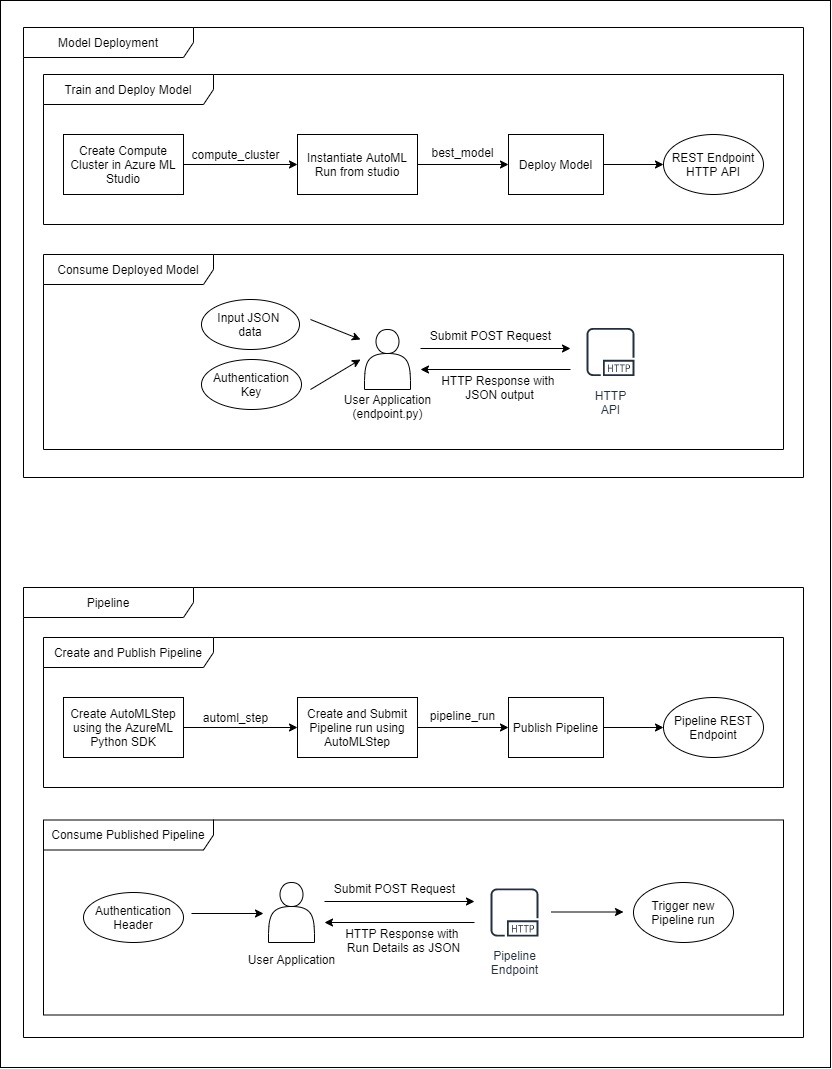 Model Deployment
Train and Deploy Model
Create Compute
Cluster in Azure ML
Studio
compute_cluster
Instantiate AutoML
Run from studio
best_model
Deploy Model
REST Endpoint
HTTP API
Consume Deployed Model
Input JSON
data
Authentication
Key
User Application
(endpoint.py)
Submit POST Request
HTTP Response with
JSON output
HTTP
HTTP
API
Pipeline
Create and Publish Pipeline
Create AutoMLStep
using the AzureML
Python SDK
automl_step
Create and Submit
Pipeline run using
AutoMLStep
pipeline_run
Publish Pipeline
Pipeline REST
Endpoint
Consume Published Pipeline
Authentication
Header
User Application
Submit POST Request
HTTP Response with
Run Details as JSON
HTTP
Pipeline
Endpoint
Trigger new
Pipeline run